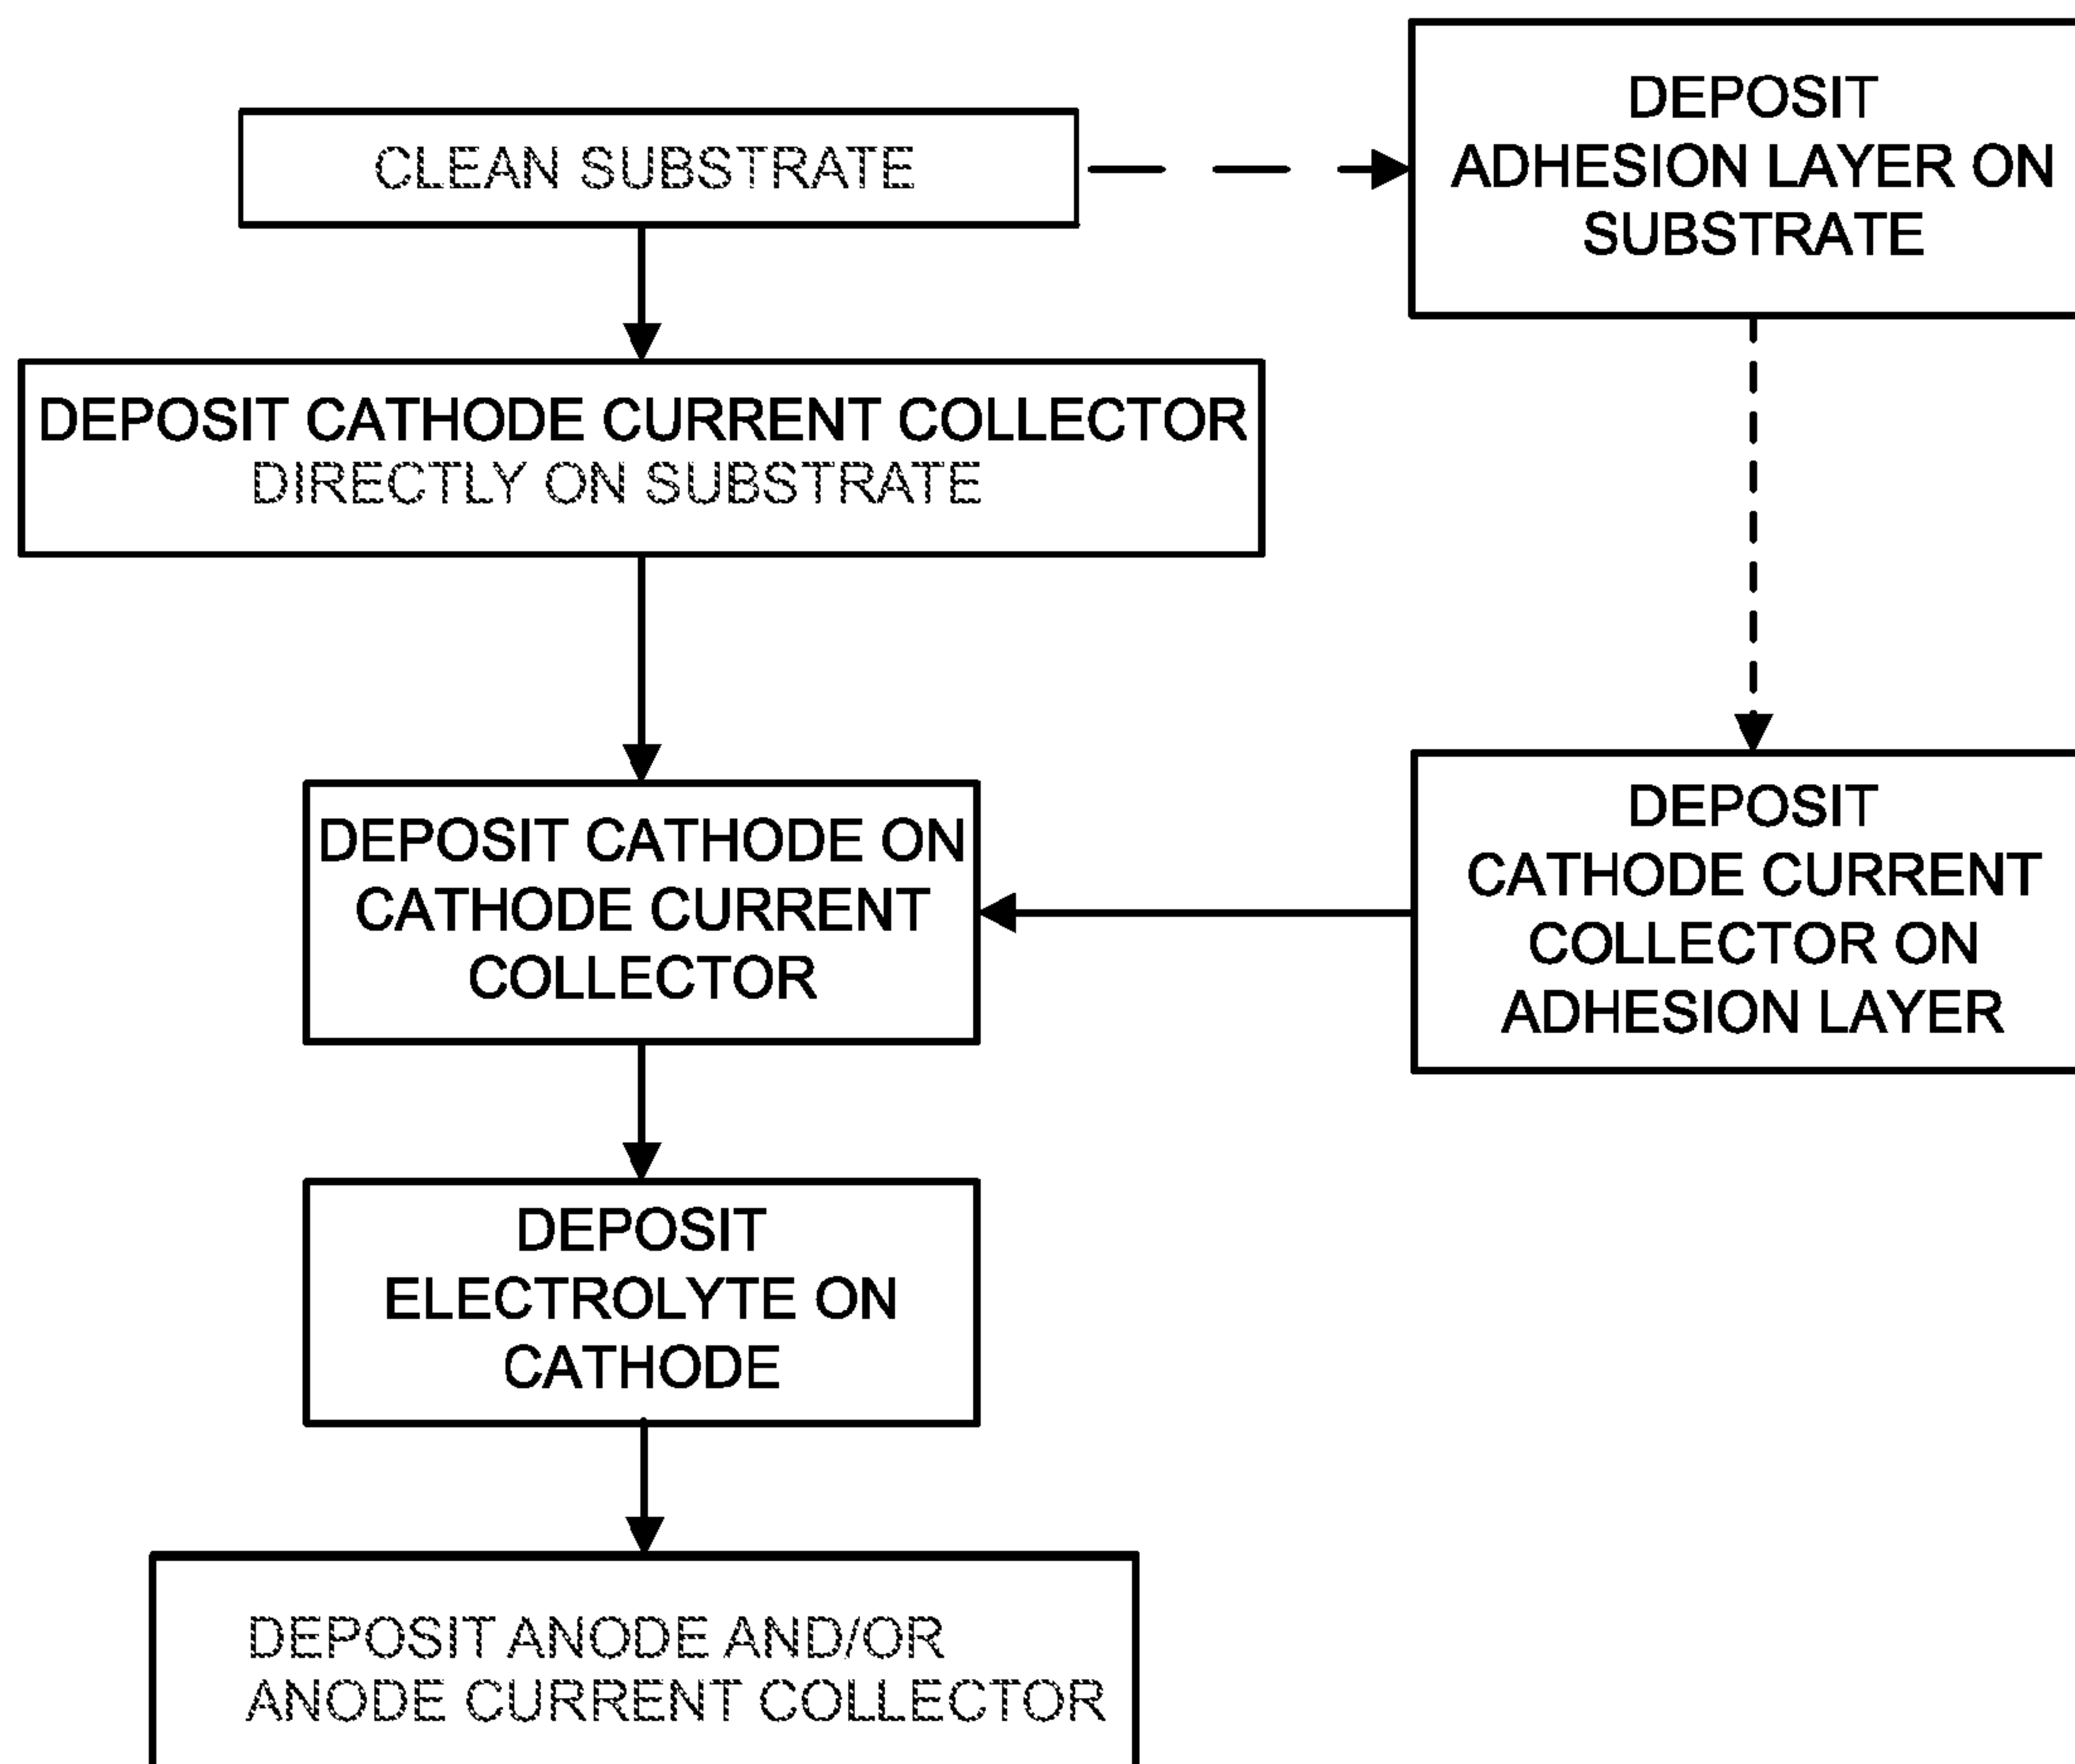 CLEAN SUBSTRATE
DEPOSIT
ADHESION LAYER ON
SUBSTRATE
DEPOSIT CATHODE CURRENT COLLECTOR
DIRECTLY ON SUBSTRATE
DEPOSIT CATHODE ON
CATHODE CURRENT
COLLECTOR
DEPOSIT
CATHODE CURRENT
COLLECTOR ON
ADHESION LAYER
DEPOSIT
ELECTROLYTE ON
CATHODE
DEPOSIT ANODE AND/OR
ANODE CURRENT COLLECTOR